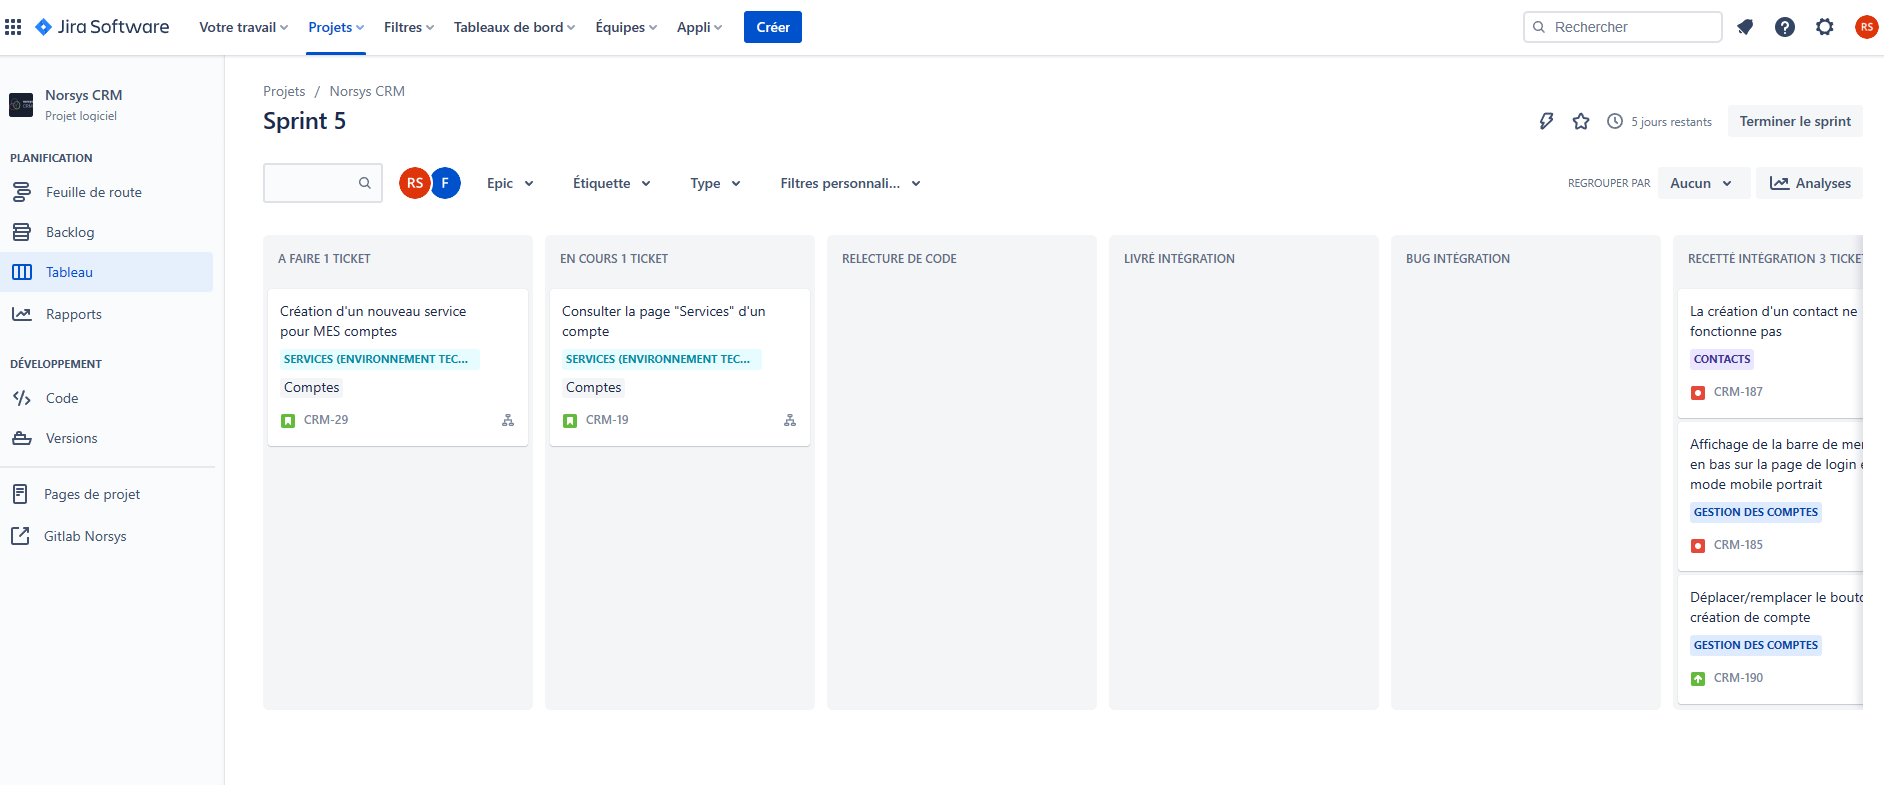 Jira Software
Votre travail
Projets
Filtres
Tableaux de bord
Équipes
Appli
Créer
Rechercher
RS
Norsys CRM
Projet logiciel
PLANIFICATION
Feuille de route
Backlog
Tableau
Rapports
DÉVELOPPEMENT
Code
Versions
Pages de projet
Gitlab Norsys
Projets / Norsys CRM
Sprint 5
5 jours restants
Terminer le sprint
RS
F
Epic
Étiquette
Type
Filtres personnali...
REGROUPER PAR
Aucun
Analyses
A FAIRE 1 TICKET
Création d'un nouveau service
pour MES comptes
SERVICES (ENVIRONNEMENT TEC...
Comptes
CRM-29
EN COURS 1 TICKET
Consulter la page "Services" d'un
compte
SERVICES (ENVIRONNEMENT TEC...
Comptes
CRM-19
RELECTURE DE CODE
LIVRÉ INTÉGRATION
BUG INTÉGRATION
RECETTÉ INTÉGRATION 3 TICKE
La création d'un contact ne
fonctionne pas
CONTACTS
CRM-187
Affichage de la barre de me
en bas sur la page de login
mode mobile portrait
GESTION DES COMPTES
CRM-185
Déplacer/remplacer le bout
création de compte
GESTION DES COMPTES
CRM-190